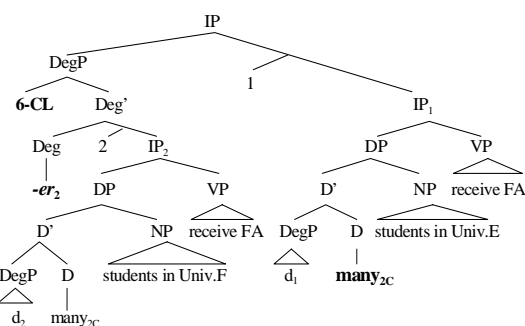 IP
DegP
1
6-CL Deg’ IP1
Deg 2 IP2 DP VP
-er2 DP VP D’ NP receive FA
D’ NP receive FA DegP D students in Univ.E
DegP D students in Univ.F d1 many2C
d2 many2C